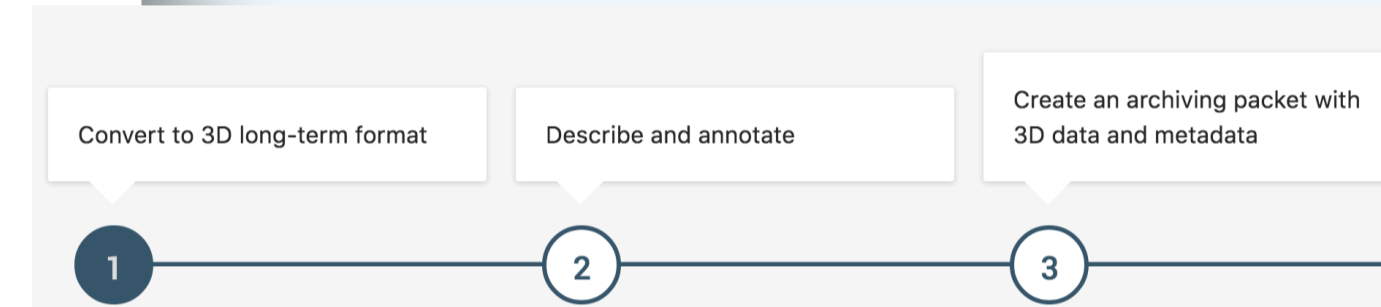 Convert to 3D long-term format
Describe and annotate
Create an archiving packet with
3D data and metadata
1
2
3